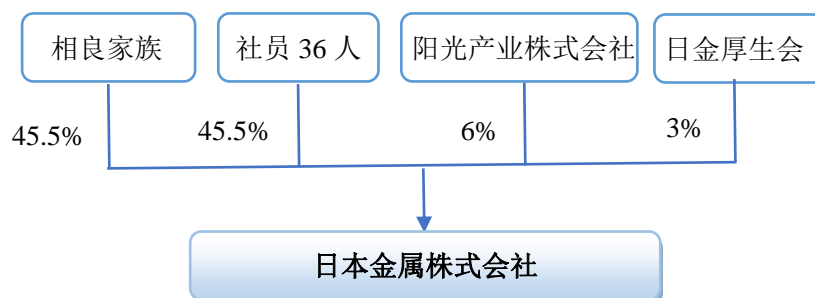 相良家族
社员 36 人
阳光产业株式会社
日金厚生会
45.5%
45.5%
6%
3%
日本金属株式会社